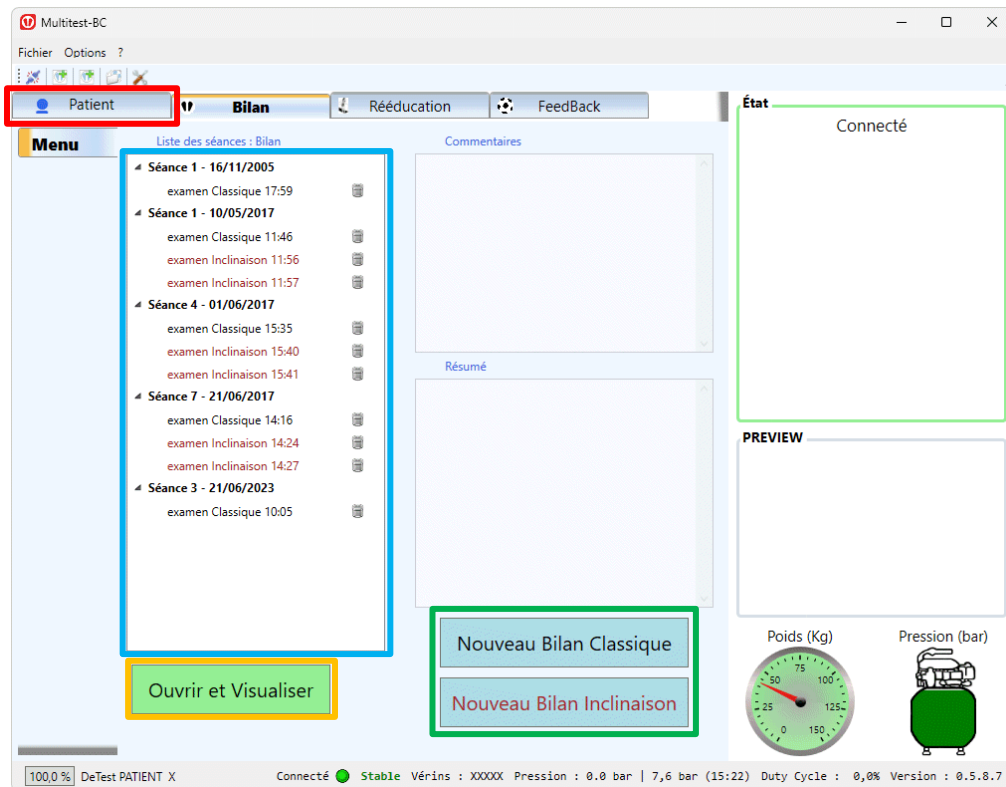 Multitest-BC
Fichier Options ?
Patient Bilan Rééducation FeedBack
Menu
Liste des séances : Bilan
Séance 1 - 16/11/2005
examen Classique 17:59
Séance 1 - 10/05/2017
examen Classique 11:46
examen Inclinaison 11:56
examen Inclinaison 11:57
Séance 4 - 01/06/2017
examen Classique 15:35
examen Inclinaison 15:40
examen Inclinaison 15:41
Séance 7 - 21/06/2017
examen Classique 14:16
examen Inclinaison 14:24
examen Inclinaison 14:27
Séance 3 - 21/06/2023
examen Classique 10:05
Ouvrir et Visualiser
Commentaires
Résumé
Nouveau Bilan Classique
Nouveau Bilan Inclinaison
État
Connecté
PREVIEW
Poids (Kg)
0 25 50 75 100 125 150
Pression (bar)
100,0 % DeTest PATIENT X Connecté Stable Vérins : XXXXX Pression : 0.0 bar | 7,6 bar (15:22) Duty Cycle : 0,0% Version : 0.5.8.7